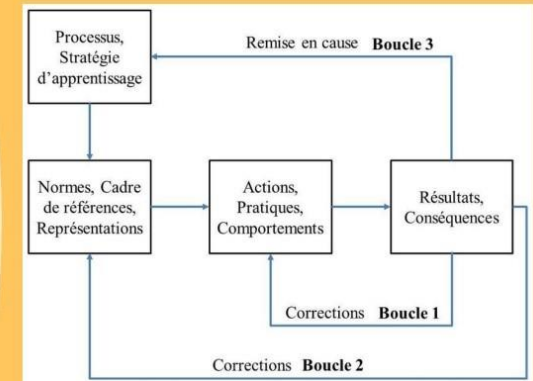 Processus,
Stratégie
d'apprentissage
Remise en cause Boucle 3
Normes, Cadre
de références,
Représentations
Actions,
Pratiques,
Comportements
Résultats,
Conséquences
Corrections Boucle 1
Corrections Boucle 2